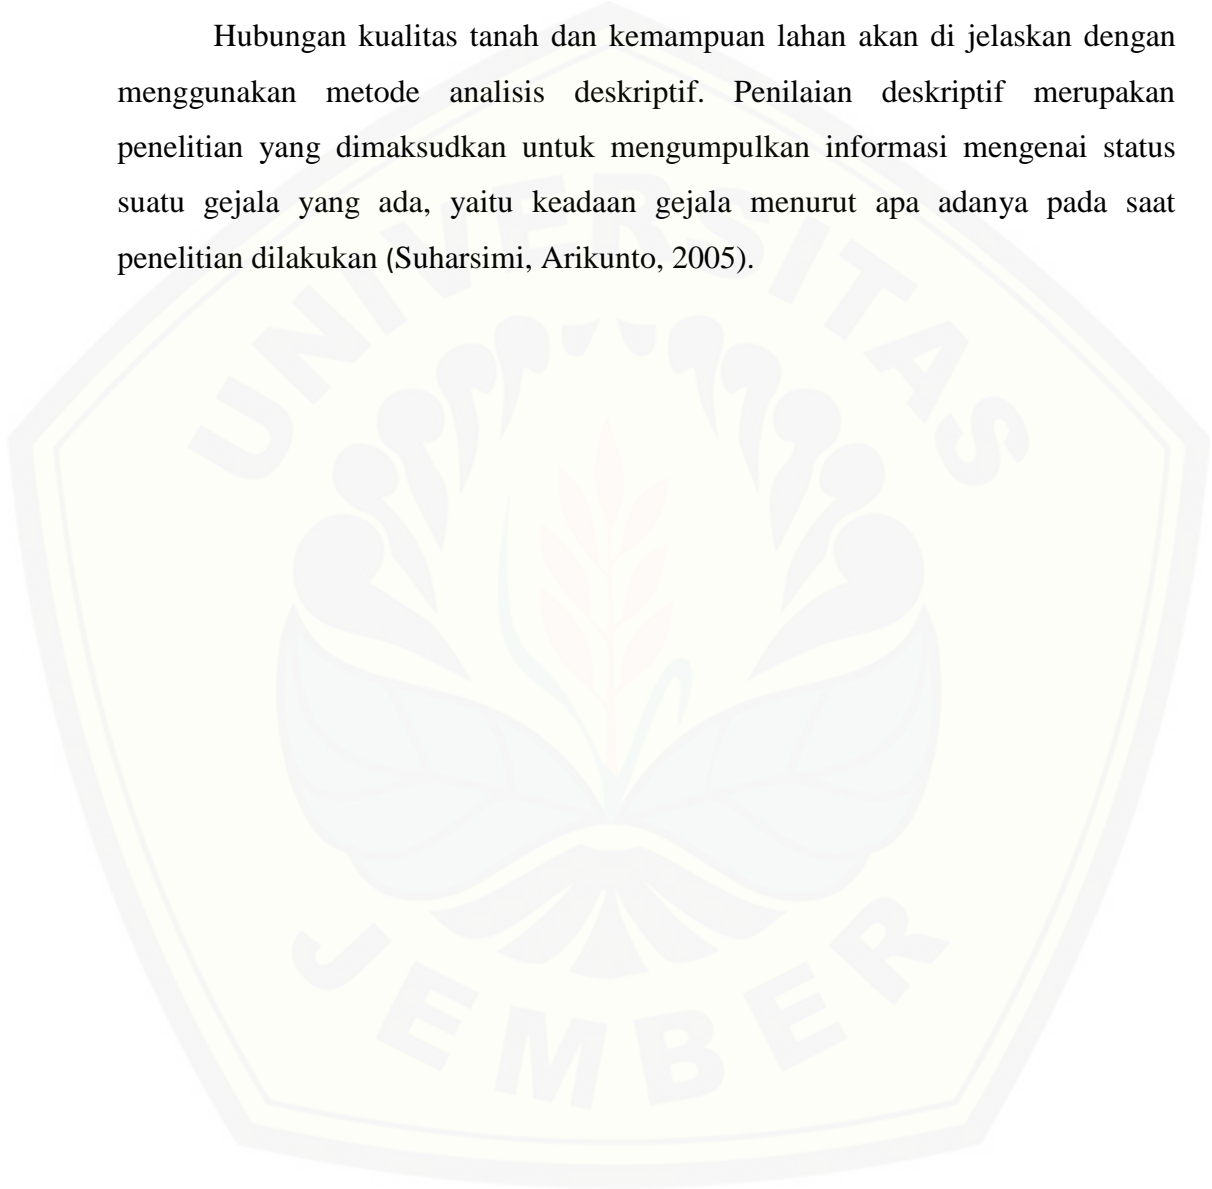 Hubungan kualitas tanah dan kemampuan lahan akan di jelaskan dengan
menggunakan metode analisis deskriptif. Penilaian deskriptif merupakan
penelitian yang dimaksudkan untuk mengumpulkan informasi mengenai status
suatu gejala yang ada, yaitu keadaan gejala menurut apa adanya pada saat
penelitian dilakukan (Suharsimi, Arikunto, 2005).
UNIVERSITAS
JEMBER